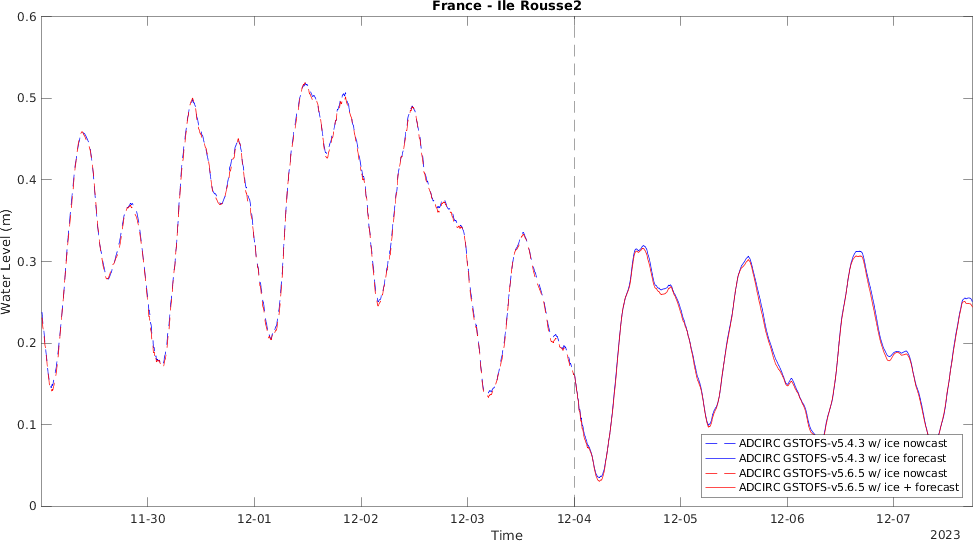 France - Ile Rousse2
0.6
0.5
0.4
0.3
0.2
0.1
0
Water Level (m)
ADCIRC GSTOFS-v5.4.3 w/ ice nowcast
ADCIRC GSTOFS-v5.4.3 w/ ice forecast
ADCIRC GSTOFS-v5.6.5 w/ ice nowcast
ADCIRC GSTOFS-v5.6.5 w/ ice + forecast
11-30 12-01 12-02 12-03 12-04 12-05 12-06 12-07
Time 2023